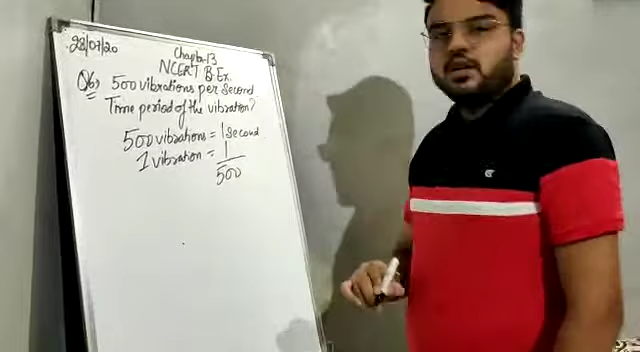 28/07/20
Chapter-13
NCERT B.Ex.
Q6) 500 vibrations per second
Time period of the vibration?
500 vibrations = 1 second
1 vibration = 1/500